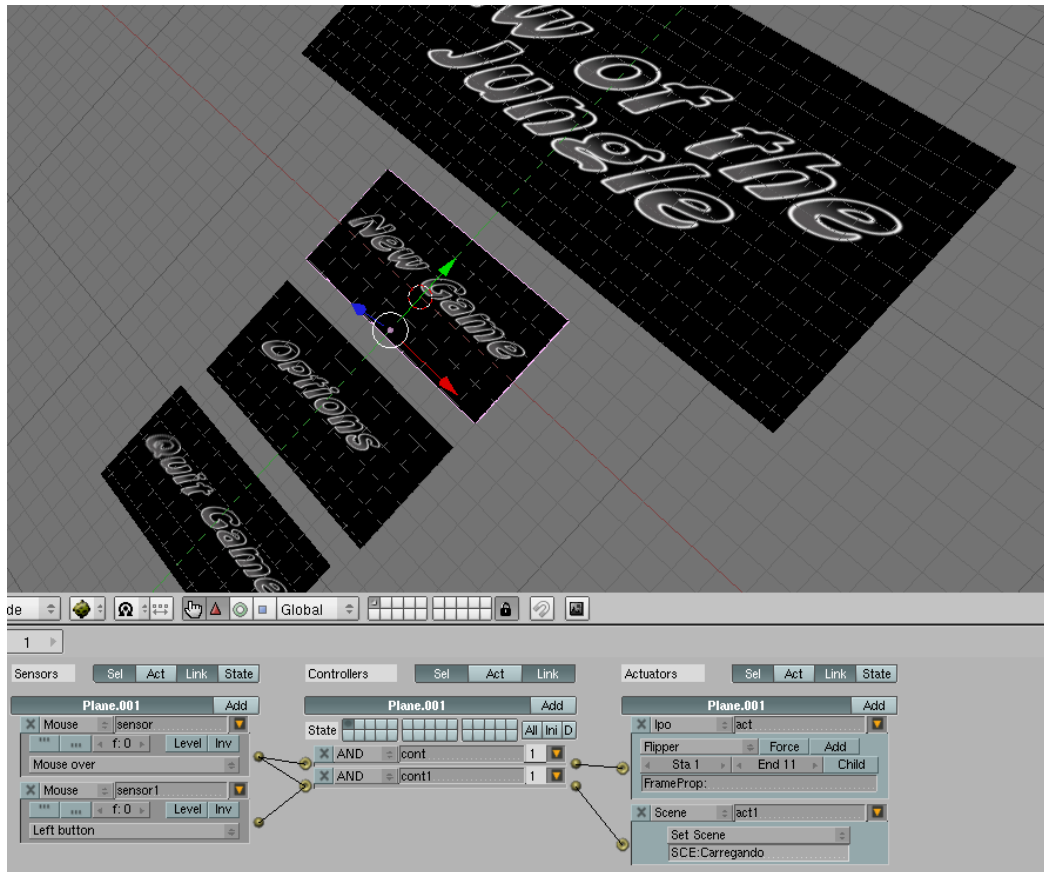 w Of the
Jungle
New Game
Options
Quit Game
de
Global
1
Sensors Sel Act Link State
Controllers Sel Act Link
Actuators Sel Act Link State
Plane.001 Add
Mouse sensor
f: 0 Level Inv
Mouse over
Mouse sensor1
f: 0 Level Inv
Left button
Plane.001 Add
State All Ini D
AND cont 1
AND cont1 1
Plane.001 Add
Ipo act
Flipper Force Add
Sta 1 End 11 Child
FrameProp:
Scene act1
Set Scene
SCE:Carregando